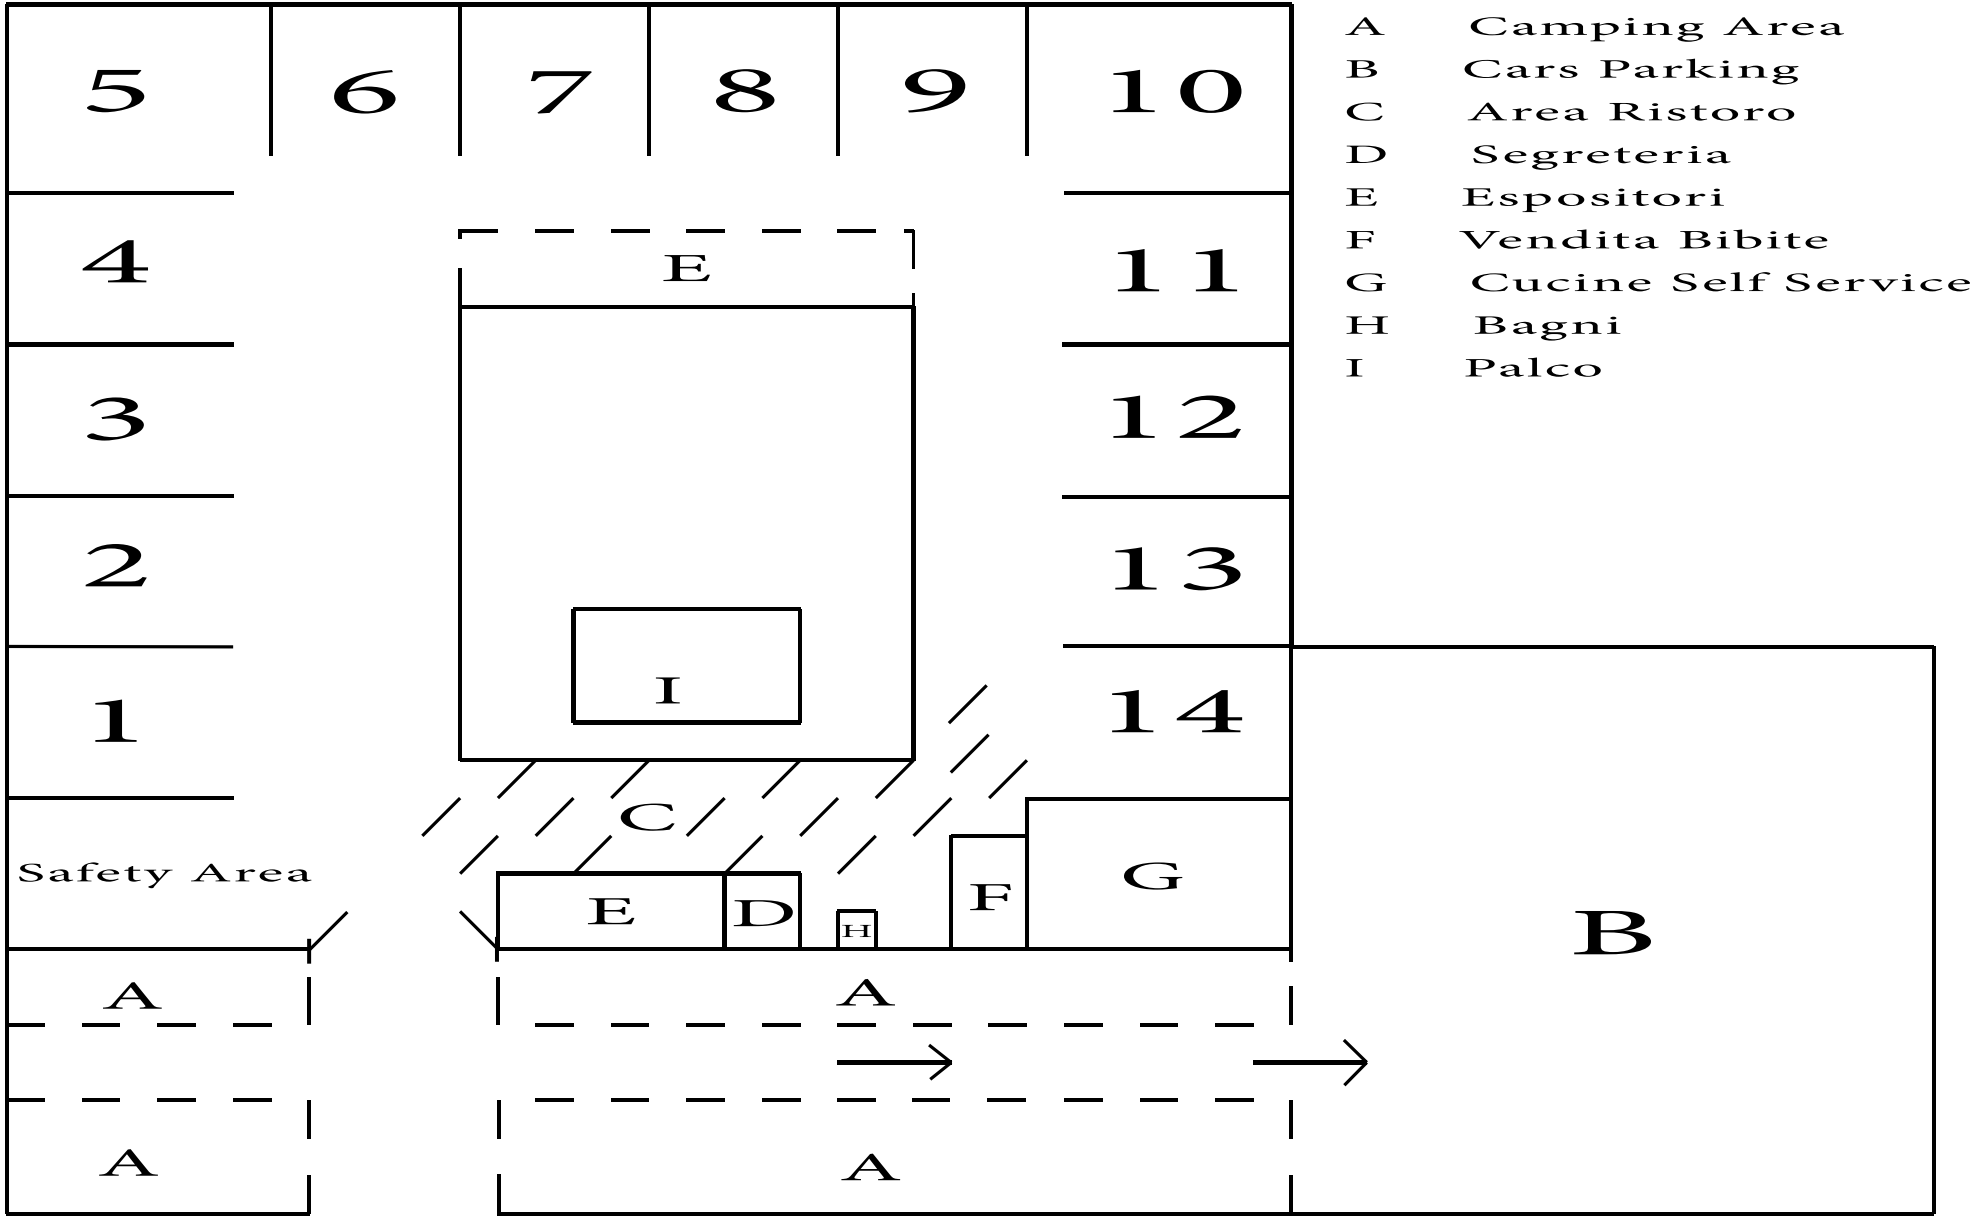 5 6 7 8 9 10
A Camping Area
B Cars Parking
C Area Ristoro
D Segreteria
E Espositori
F Vendita Bibite
G Cucine Self Service
H Bagni
I Palco
4 E 11
3 12
2 13
1 I 14
C
Safety Area E D H F G
B
A A
A A